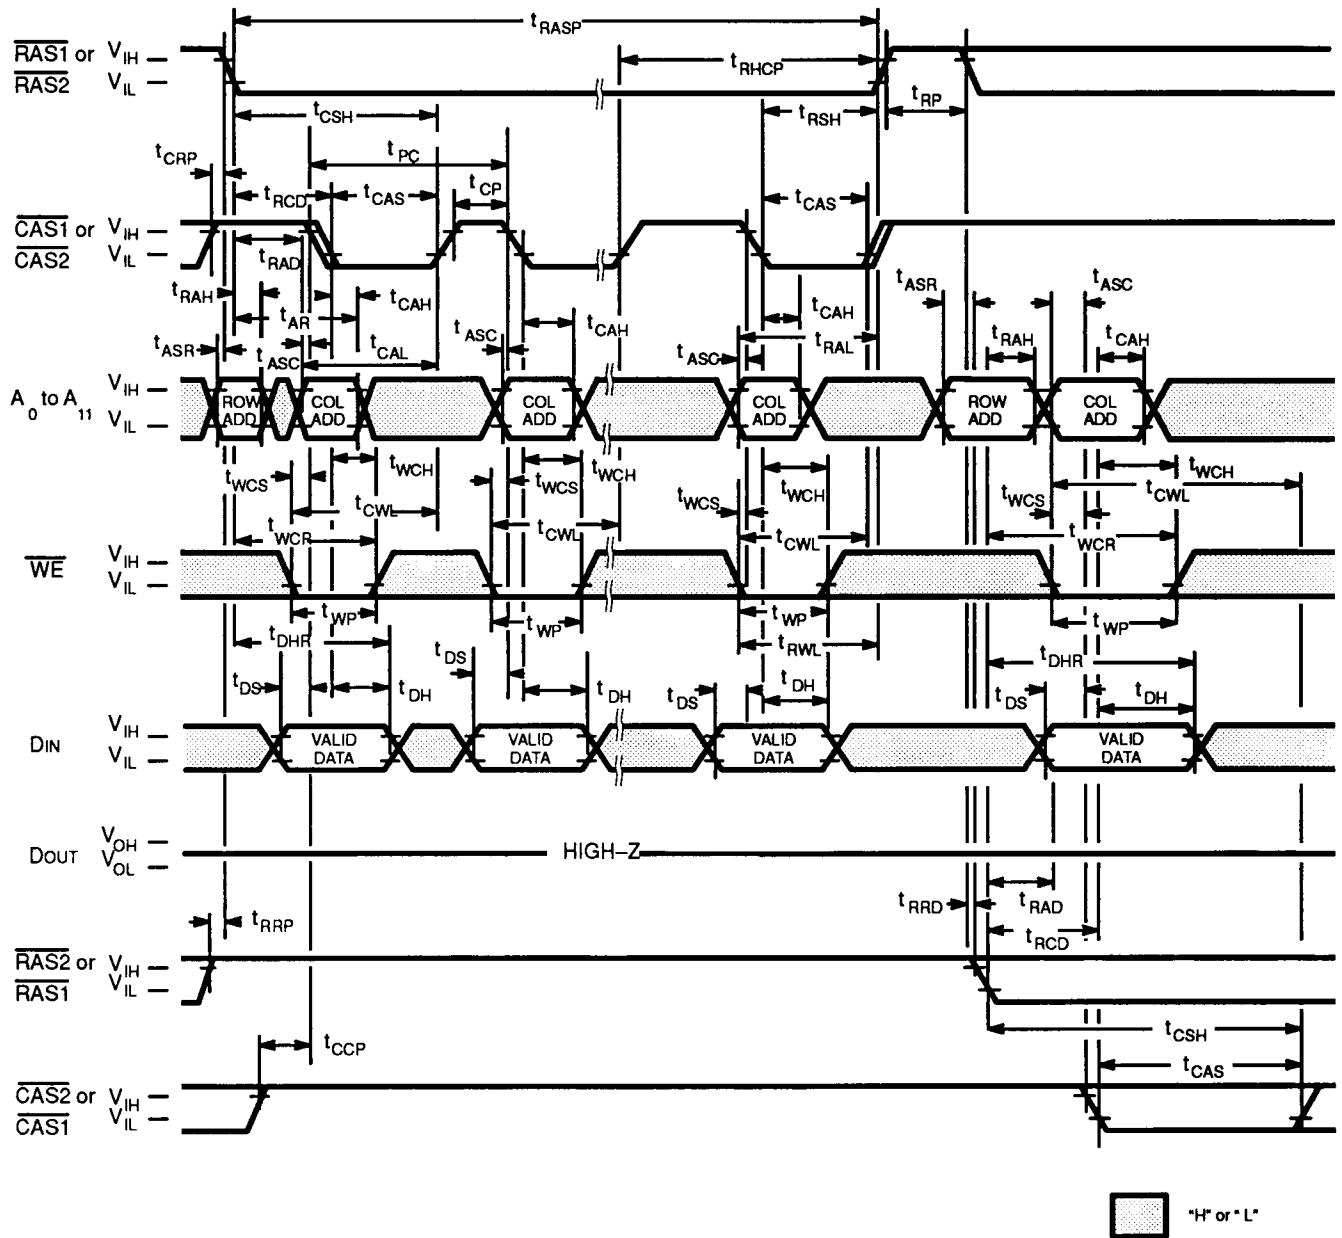 tRASP
RAS1 or VIH
RAS2 VIL
tRHCP
tCSH
tRSH
tRP
tCRP
tPC
tRCD
tCAS
tCP
tCAS
CAS1 or VIH
CAS2 VIL
tRAD
tRAH
tAR
tCAH
tASR
tASC
tCAL
tASC
tCAH
tASC
tCAH
tRAL
tASR
tRAH
tASC
tCAH
A0 to A11 VIH
VIL
ROW ADD
COL ADD
COL ADD
COL ADD
ROW ADD
COL ADD
tWCS
tWCH
tCWL
tWCR
tWCS
tWCH
tCWL
tWCS
tWCH
tCWL
tWCS
tWCH
tCWL
tWCR
WE VIH
VIL
tWP
tWP
tWP
tWP
tDHR
tRWL
tDHR
tDS
tDH
tDS
tDH
tDS
tDH
tDS
tDH
DIN VIH
VIL
VALID DATA
VALID DATA
VALID DATA
VALID DATA
DOUT VOH
VOL
HIGH–Z
tRRP
tRRD
tRAD
tRCD
RAS2 or VIH
RAS1 VIL
tCCP
tCSH
tCAS
CAS2 or VIH
CAS1 VIL
"H" or "L"